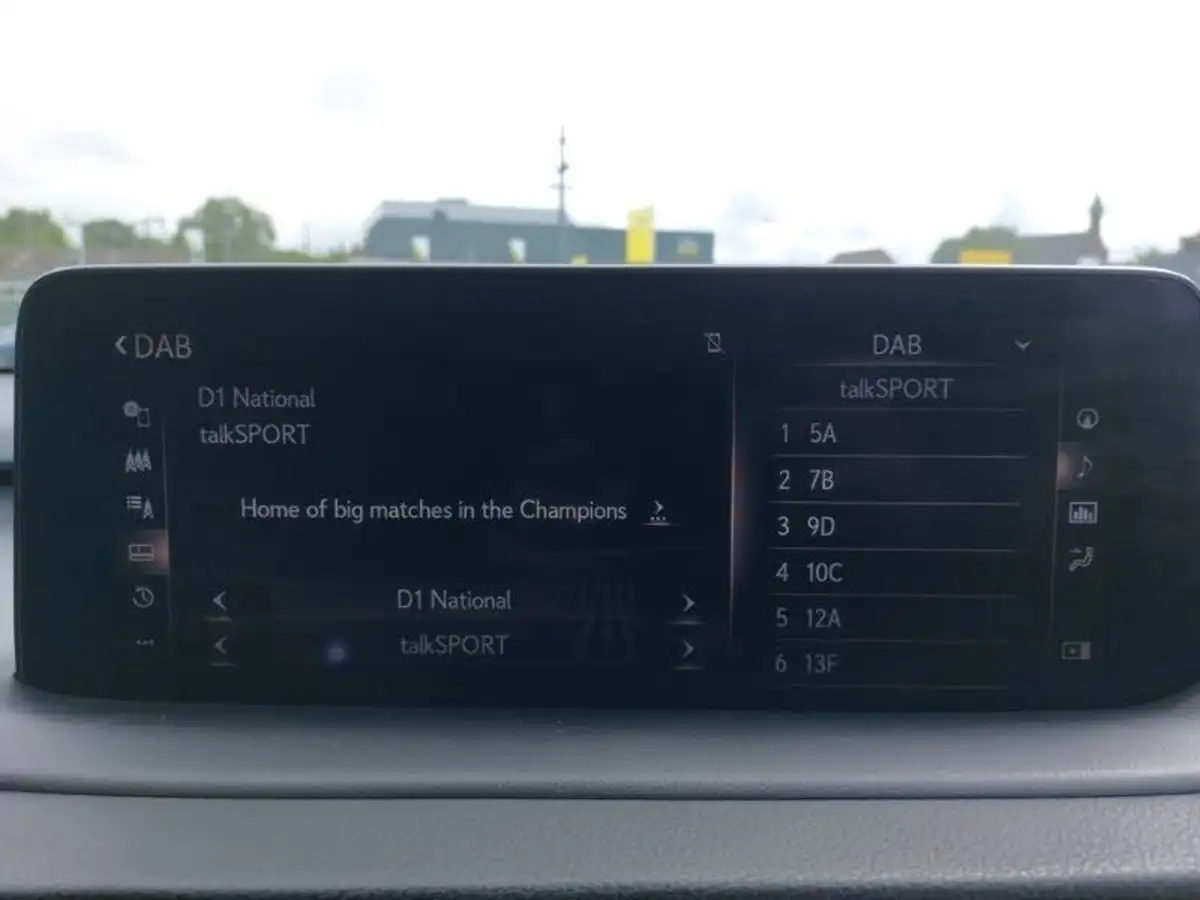 DAB
D1 National
talkSPORT
Home of big matches in the Champions
D1 National
talkSPORT
DAB
talkSPORT
1 5A
2 7B
3 9D
4 10C
5 12A
6 13F